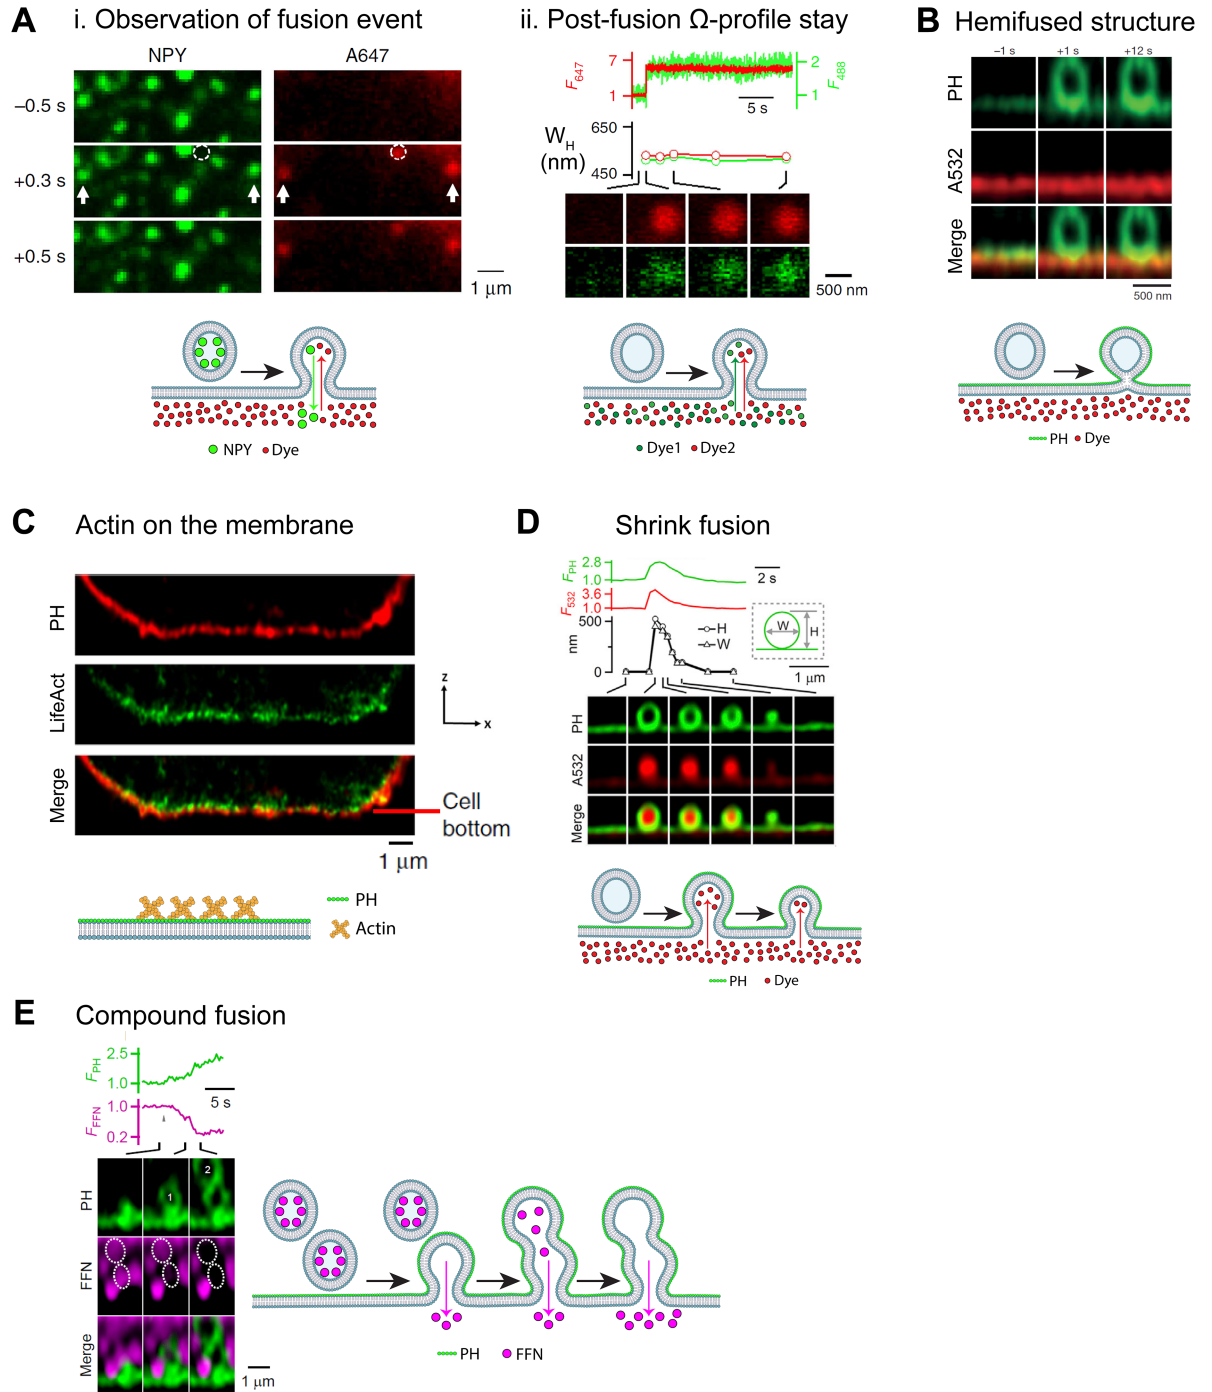 A
i. Observation of fusion event
NPY
A647
−0.5 s
+0.3 s
+0.5 s
1 μm
NPY
Dye
ii. Post-fusion Ω-profile stay
7
1
F647
2
1
F488
5 s
650
WH
(nm)
450
500 nm
Dye1
Dye2
B
Hemifused structure
−1 s
+1 s
+12 s
PH
A532
Merge
500 nm
PH
Dye
C
Actin on the membrane
PH
LifeAct
Merge
z
x
Cell
bottom
1 μm
PH
Actin
D
Shrink fusion
FPH
2.8
1.0
2 s
F532
3.6
1.0
500
nm
0
H
W
W
H
1 μm
PH
A532
Merge
PH
Dye
E
Compound fusion
FPH
2.5
1.0
5 s
FFFN
1.0
0.2
PH
1
2
FFN
Merge
1 μm
PH
FFN